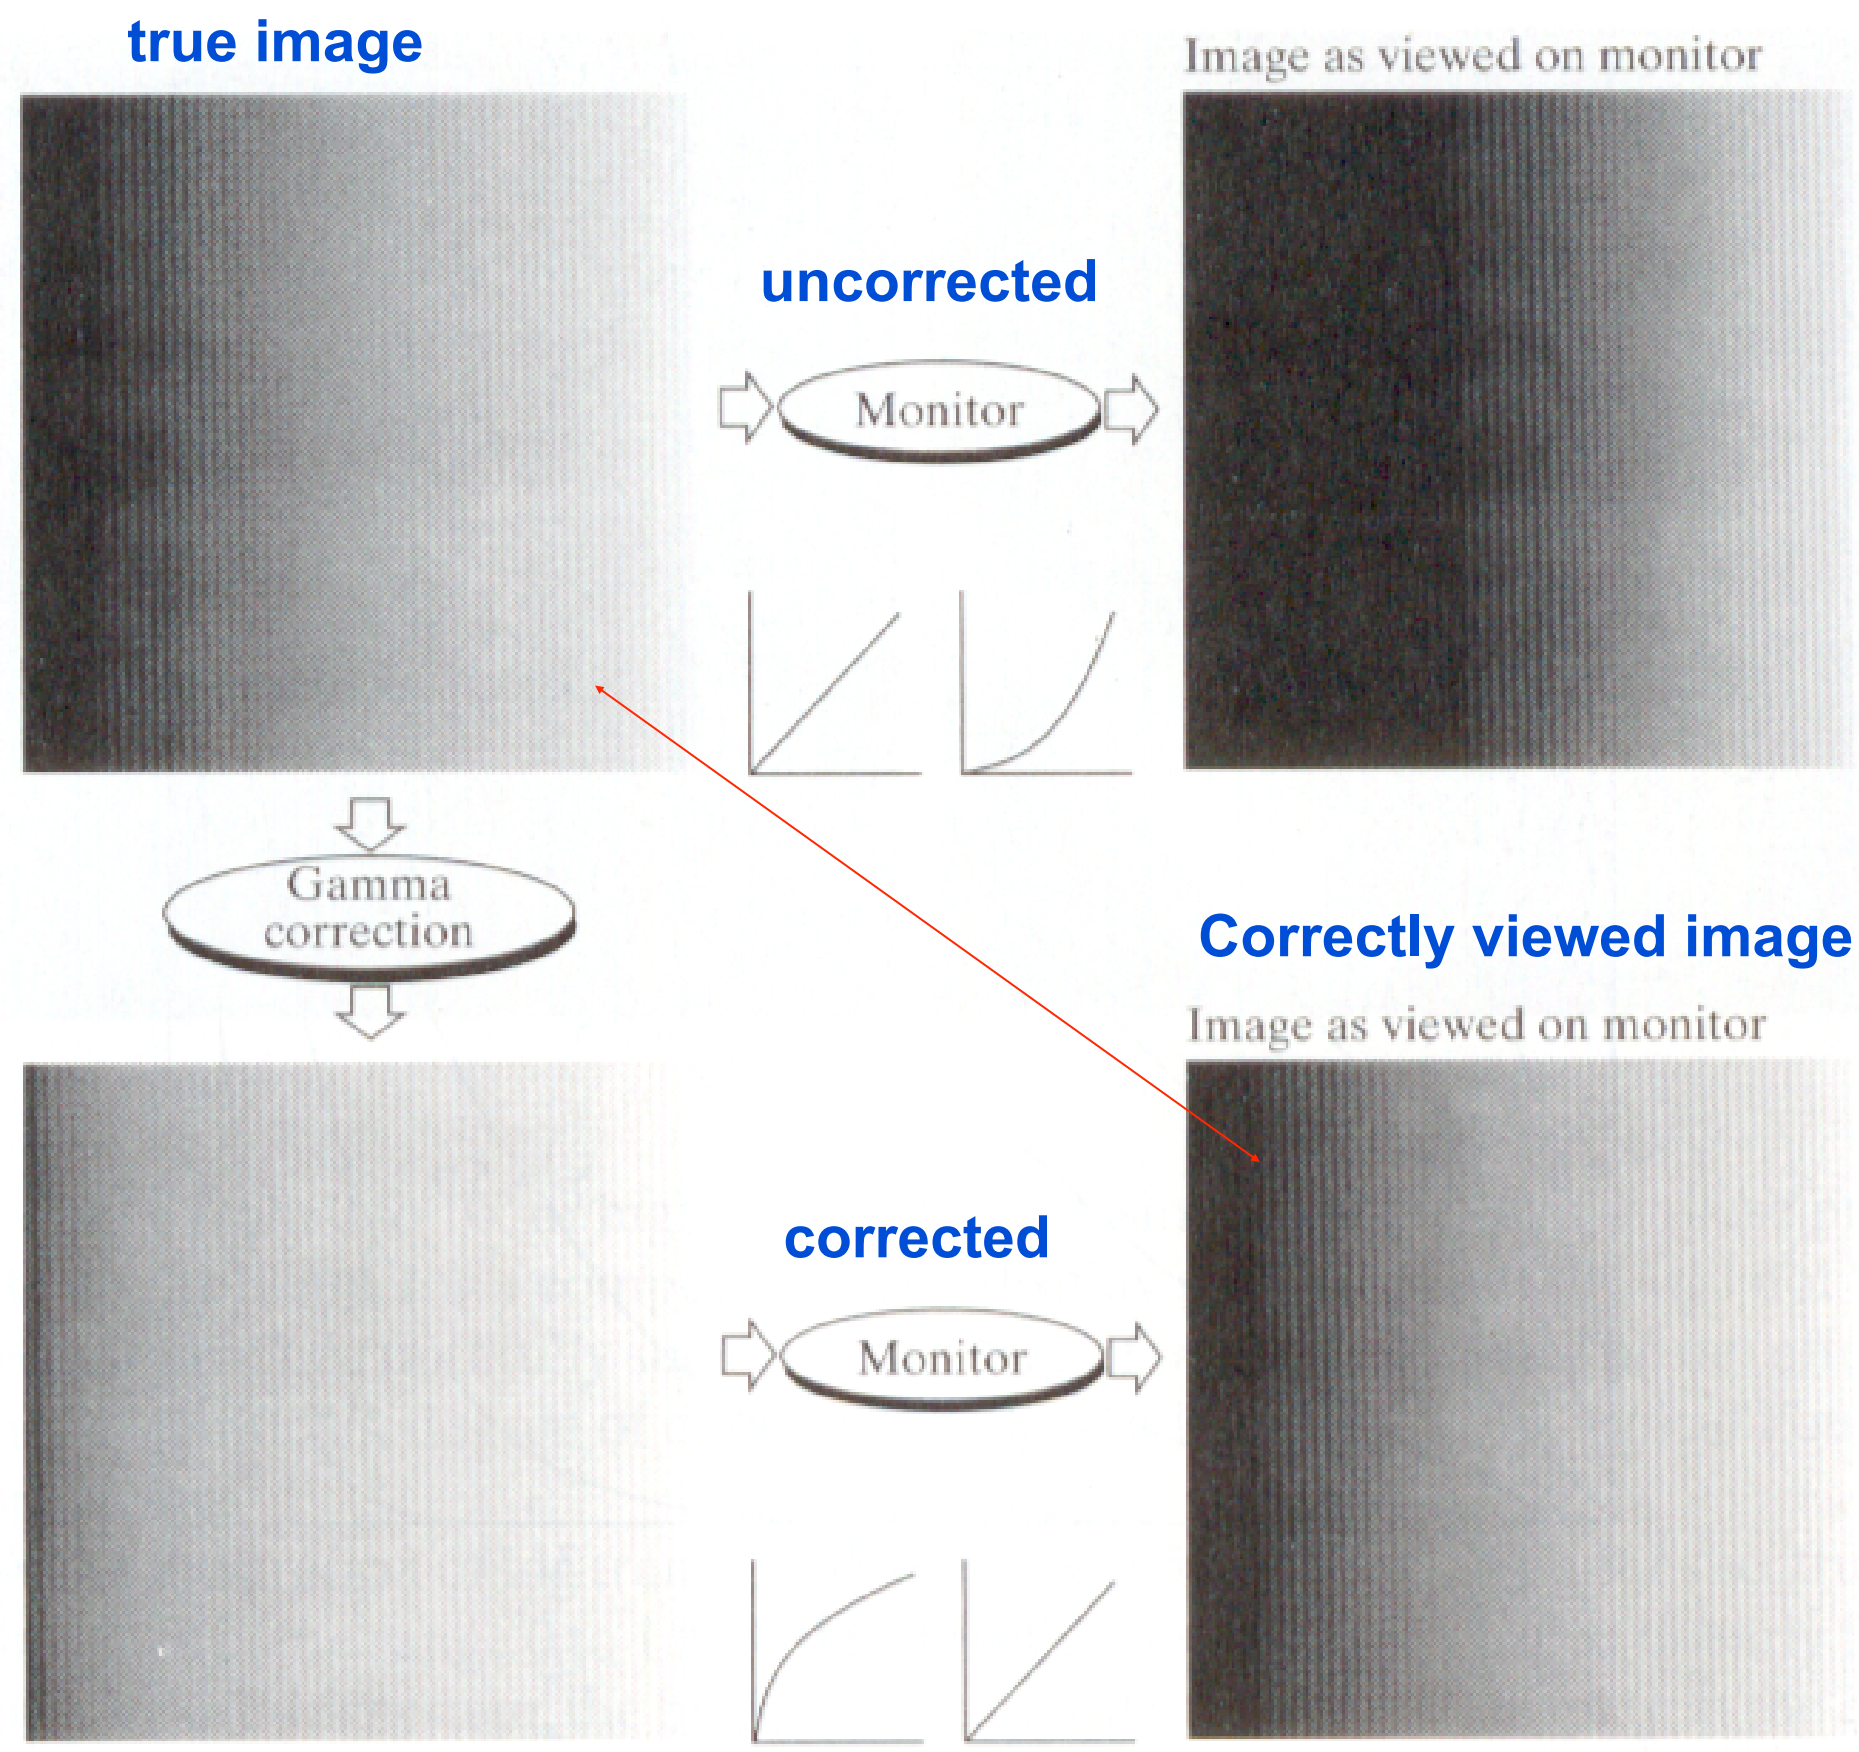 true image
Image as viewed on monitor
uncorrected
Monitor
Gamma
correction
Correctly viewed image
Image as viewed on monitor
corrected
Monitor